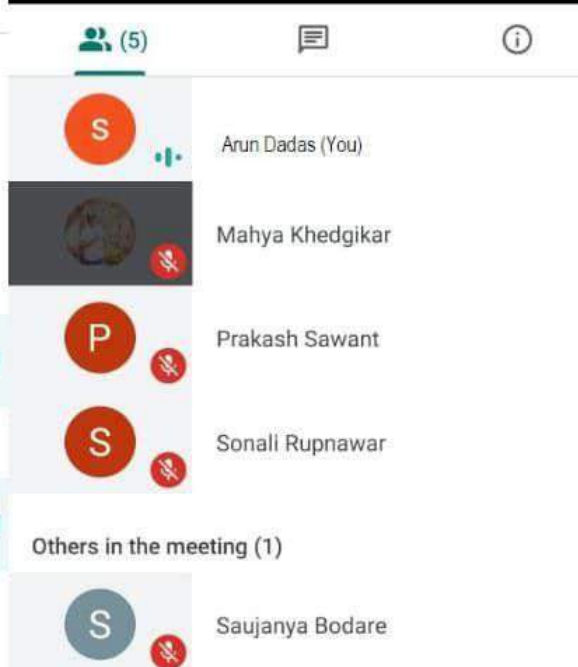 (5)
S
Arun Dadas (You)
Mahya Khedgikar
P
Prakash Sawant
S
Sonali Rupnawar
Others in the meeting (1)
S
Saujanya Bodare